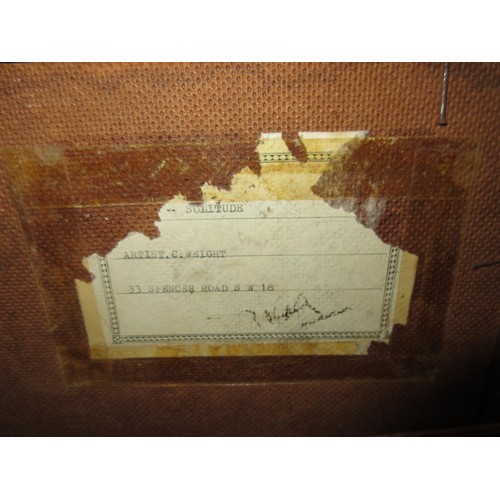 SOLITUDE
ARTIST.C.WRIGHT
33 SPENCER ROAD S W 18